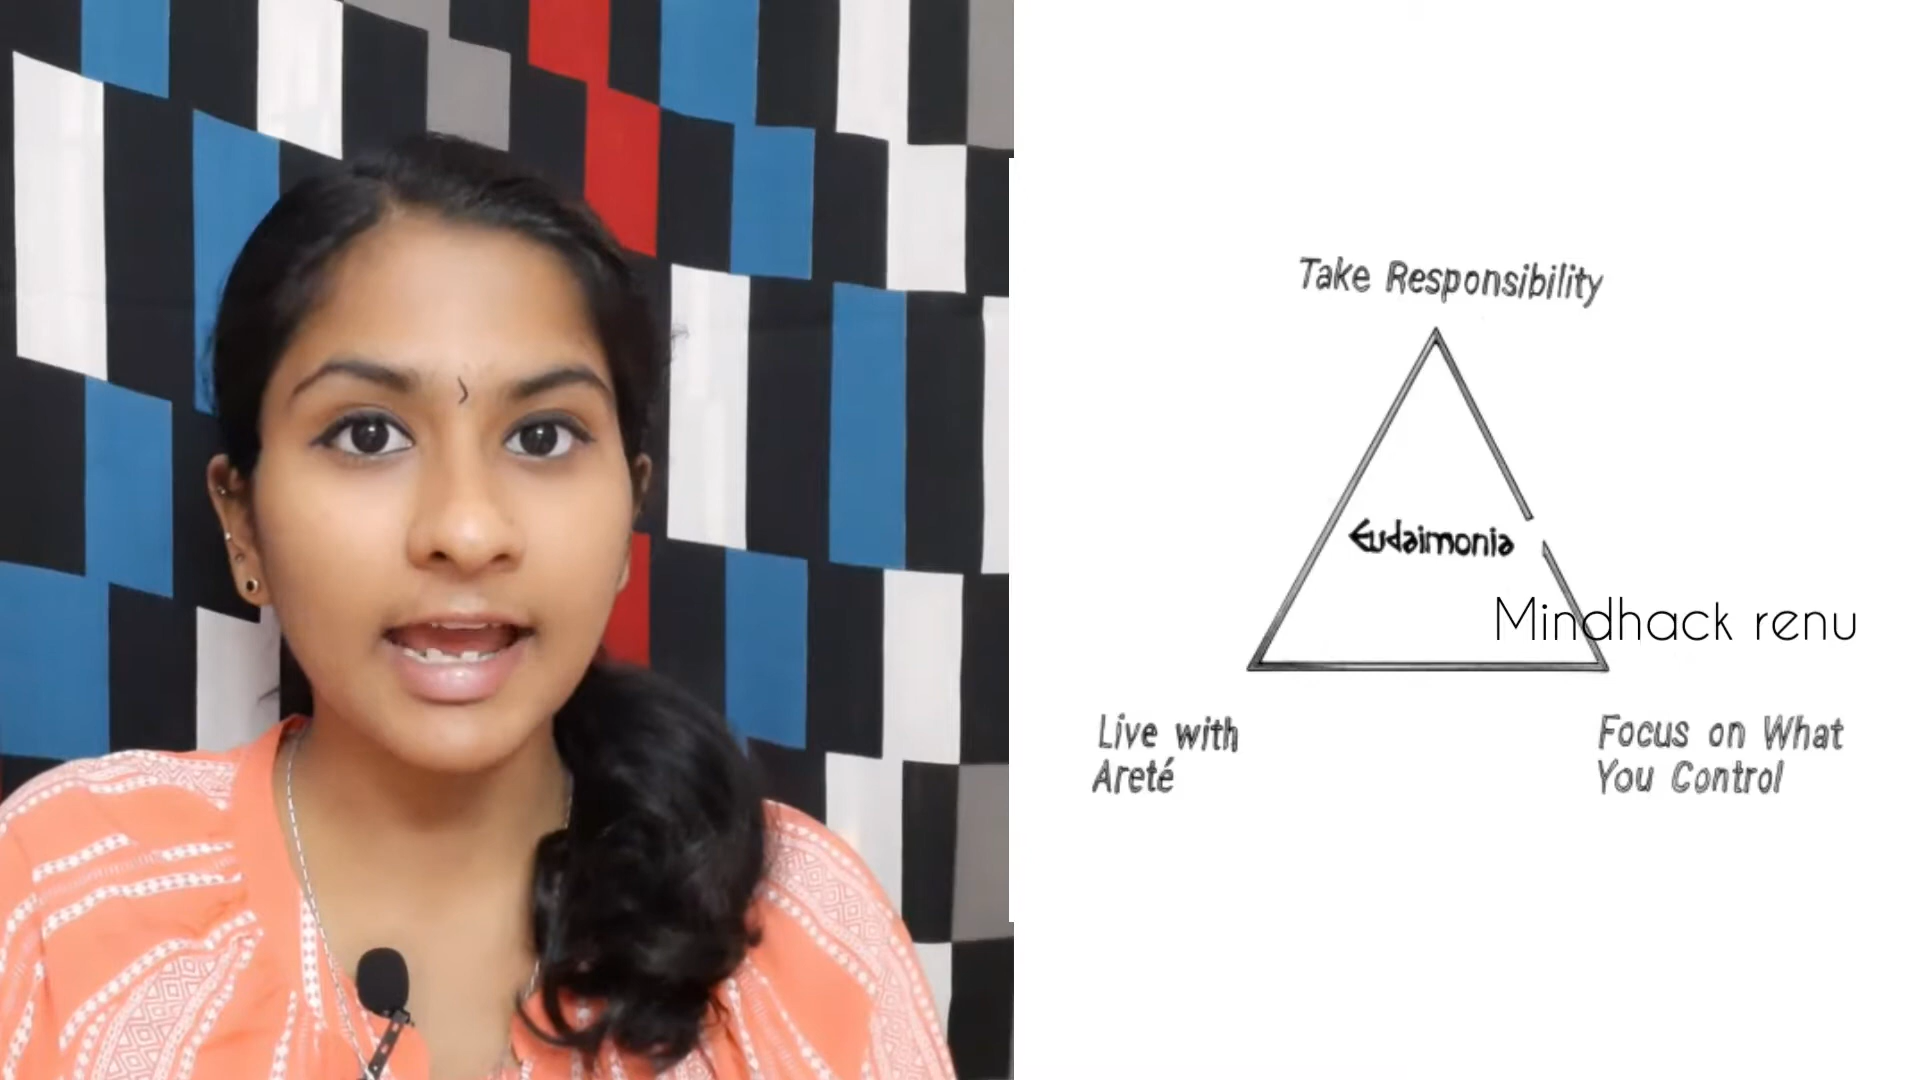 Take Responsibility
Eudaimonia
Mindhack renu
Live with
Areté
Focus on What
You Control